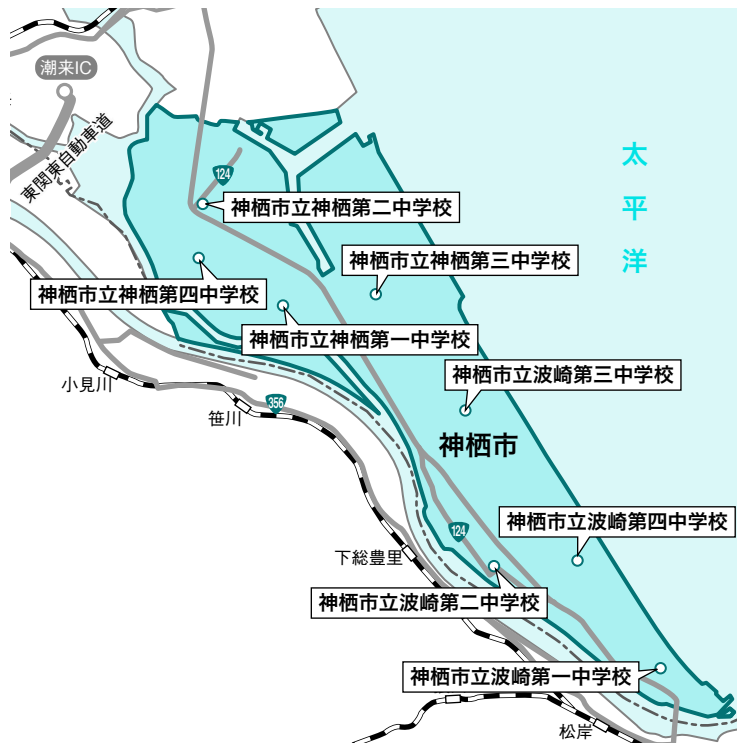 潮来IC
東関東自動車道
124
神栖市立神栖第二中学校
太平洋
神栖市立神栖第三中学校
神栖市立神栖第四中学校
神栖市立神栖第一中学校
小見川
神栖市立波崎第三中学校
356
笹川
神栖市
神栖市立波崎第四中学校
124
下総豊里
神栖市立波崎第二中学校
神栖市立波崎第一中学校
松岸